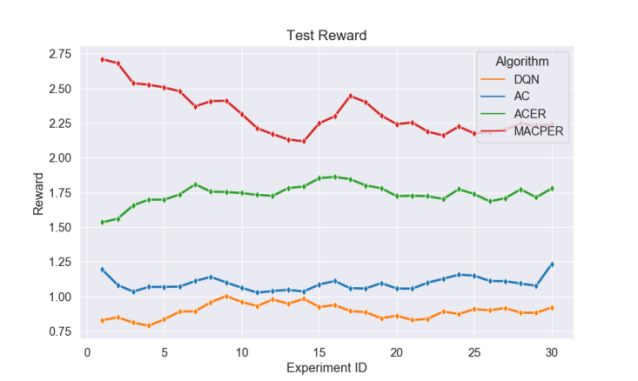 Test Reward
2.75
2.50
2.25
2.00
1.75
1.50
1.25
1.00
0.75
Reward
Algorithm
DQN
AC
ACER
MACPER
0 5 10 15 20 25 30
Experiment ID